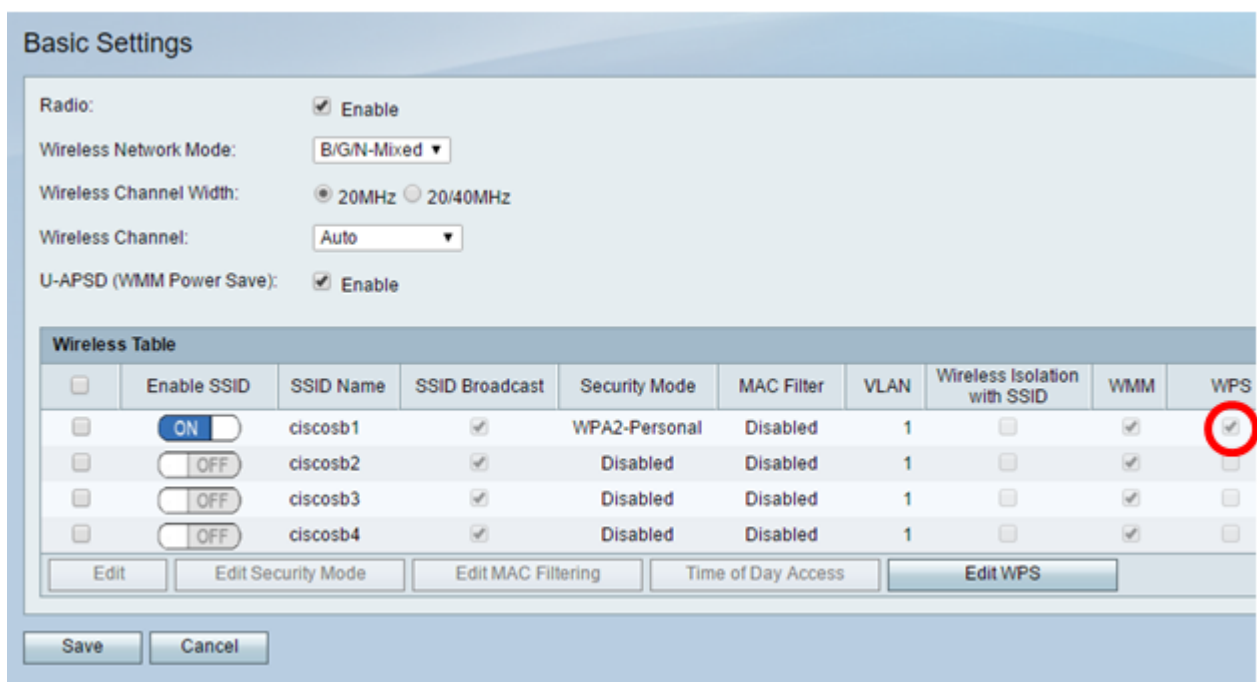 Basic Settings
Radio: Enable
Wireless Network Mode: B/G/N-Mixed
Wireless Channel Width: 20MHz 20/40MHz
Wireless Channel: Auto
U-APSD (WMM Power Save): Enable
Wireless Table
Enable SSID SSID Name SSID Broadcast Security Mode MAC Filter VLAN Wireless Isolation with SSID WMM WPS
ON ciscosb1 WPA2-Personal Disabled 1
OFF ciscosb2 Disabled Disabled 1
OFF ciscosb3 Disabled Disabled 1
OFF ciscosb4 Disabled Disabled 1
Edit Edit Security Mode Edit MAC Filtering Time of Day Access Edit WPS
Save Cancel